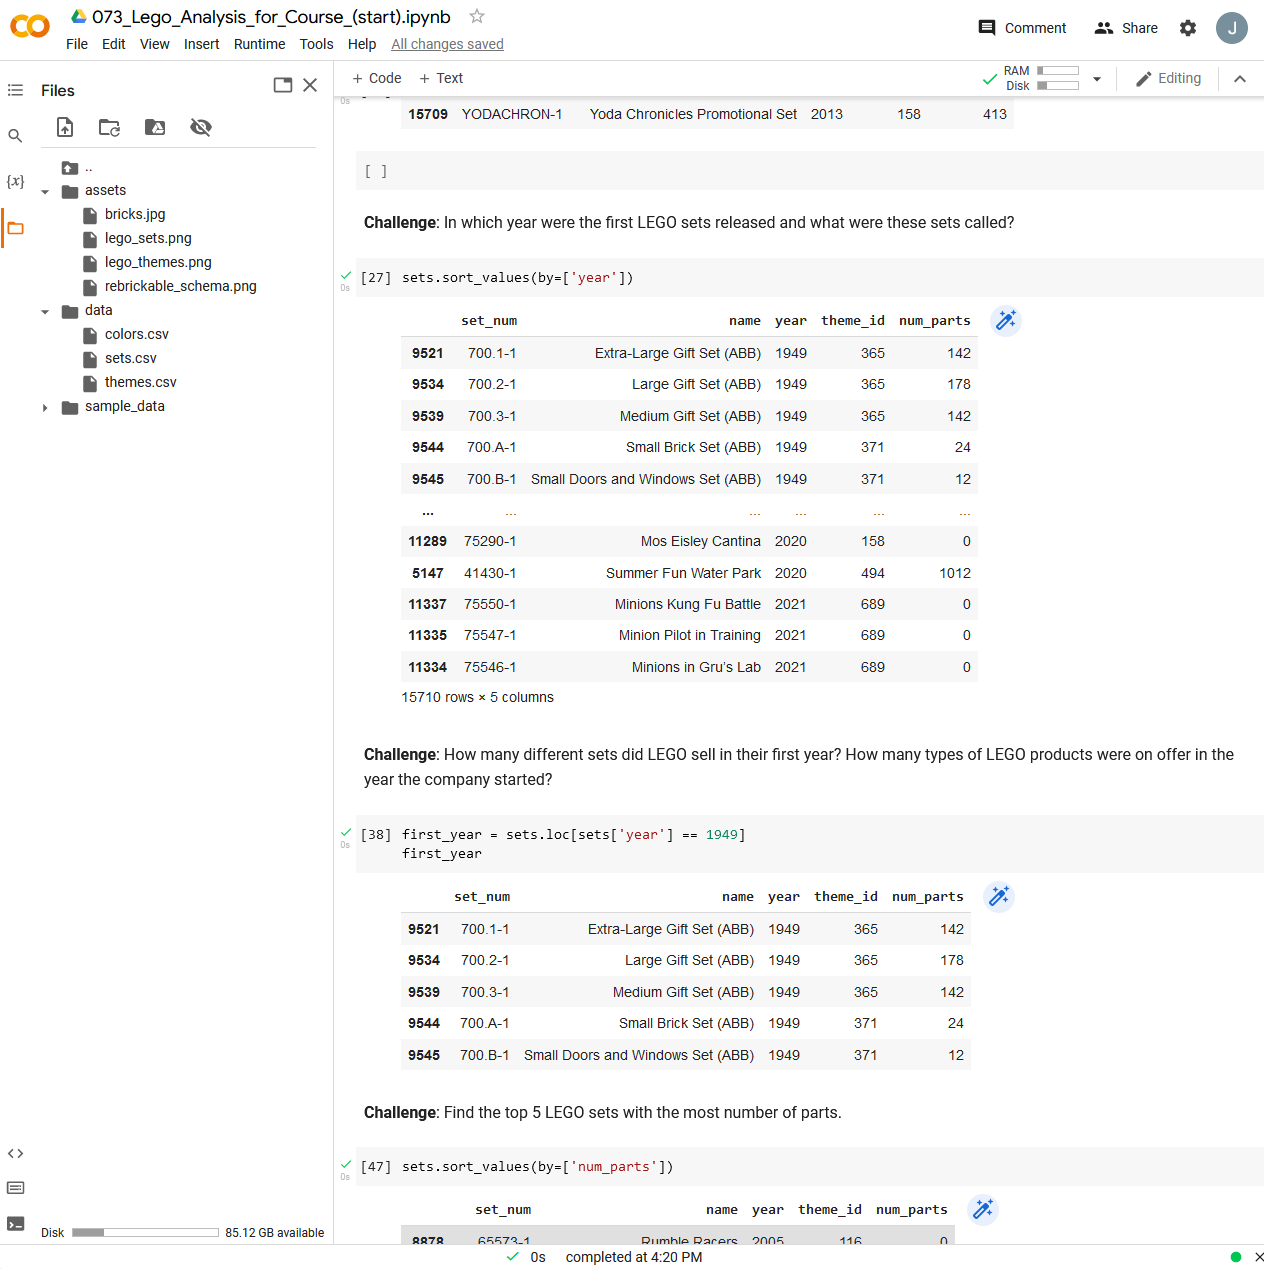 073_Lego_Analysis_for_Course_(start).ipynb
File Edit View Insert Runtime Tools Help All changes saved
Comment Share J
Files
+ Code + Text
RAM
Disk
Editing
..
assets
bricks.jpg
lego_sets.png
lego_themes.png
rebrickable_schema.png
data
colors.csv
sets.csv
themes.csv
sample_data
{x}
Disk 85.12 GB available
0s
15709 YODACHRON-1 Yoda Chronicles Promotional Set 2013 158 413
[ ]
Challenge: In which year were the first LEGO sets released and what were these sets called?
[27] sets.sort_values(by=['year'])
0s
set_num name year theme_id num_parts
9521 700.1-1 Extra-Large Gift Set (ABB) 1949 365 142
9534 700.2-1 Large Gift Set (ABB) 1949 365 178
9539 700.3-1 Medium Gift Set (ABB) 1949 365 142
9544 700.A-1 Small Brick Set (ABB) 1949 371 24
9545 700.B-1 Small Doors and Windows Set (ABB) 1949 371 12
... ... ... ... ... ...
11289 75290-1 Mos Eisley Cantina 2020 158 0
5147 41430-1 Summer Fun Water Park 2020 494 1012
11337 75550-1 Minions Kung Fu Battle 2021 689 0
11335 75547-1 Minion Pilot in Training 2021 689 0
11334 75546-1 Minions in Gru's Lab 2021 689 0
15710 rows × 5 columns
Challenge: How many different sets did LEGO sell in their first year? How many types of LEGO products were on offer in the
year the company started?
[38] first_year = sets.loc[sets['year'] == 1949]
0s
first_year
set_num name year theme_id num_parts
9521 700.1-1 Extra-Large Gift Set (ABB) 1949 365 142
9534 700.2-1 Large Gift Set (ABB) 1949 365 178
9539 700.3-1 Medium Gift Set (ABB) 1949 365 142
9544 700.A-1 Small Brick Set (ABB) 1949 371 24
9545 700.B-1 Small Doors and Windows Set (ABB) 1949 371 12
Challenge: Find the top 5 LEGO sets with the most number of parts.
[47] sets.sort_values(by=['num_parts'])
0s
set_num name year theme_id num_parts
8878 65573-1 Rumble Racers 2005 116 0
0s completed at 4:20 PM